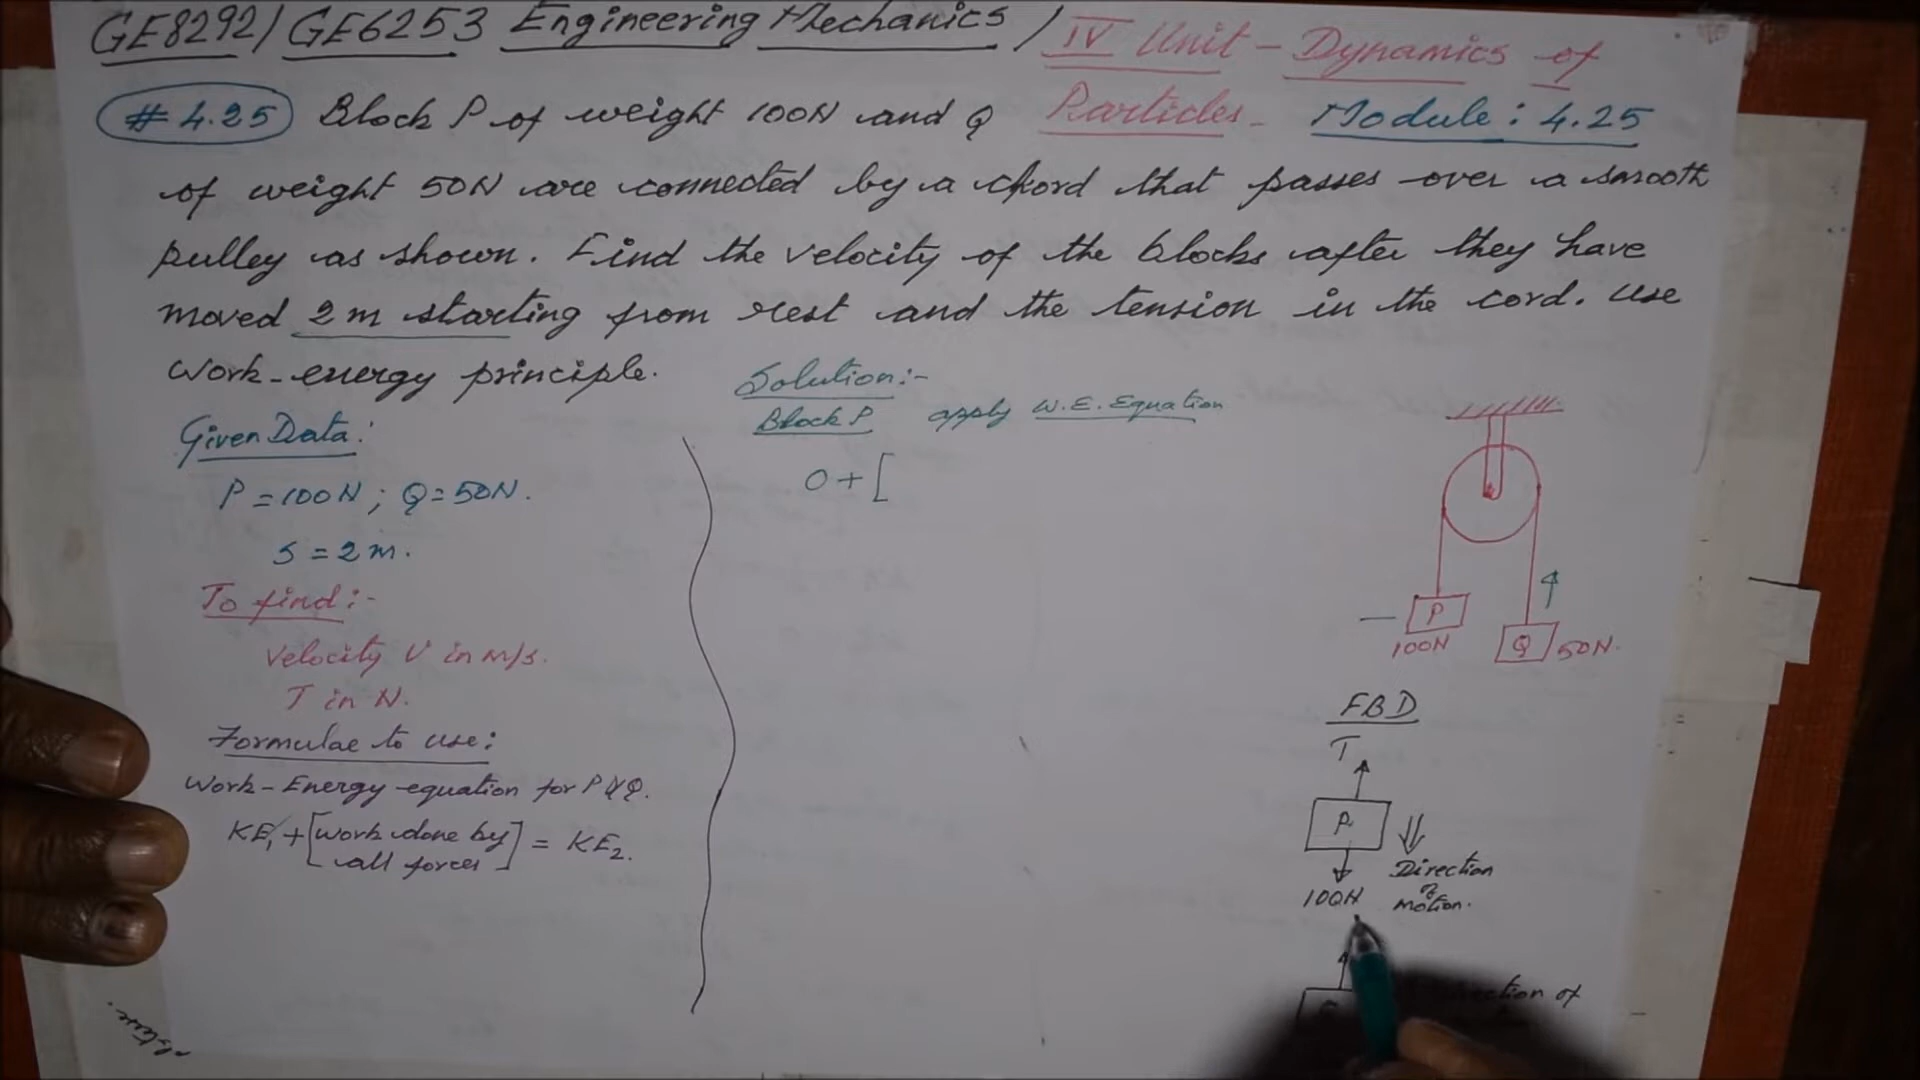 GE8292/GE6253 Engineering Mechanics / IV Unit - Dynamics of
Particles. Module: 4.25
# 4.25 Block P of weight 100N and Q
of weight 50N are connected by a chord that passes over a smooth
pulley as shown. Find the velocity of the blocks after they have
moved 2 m starting from rest and the tension in the cord. Use
work-energy principle.
Given Data:
P = 100N ; Q = 50N.
S = 2 m.
To find:-
Velocity V in m/s.
T in N.
Formulae to use:
Work-Energy equation for P & Q.
KE1 + [work done by all forces] = KE2.
Solution:-
Block P apply W.E. Equation
0 + [
P
100N
Q
50N.
FBD
T
P
100N
Direction
of
motion.
of